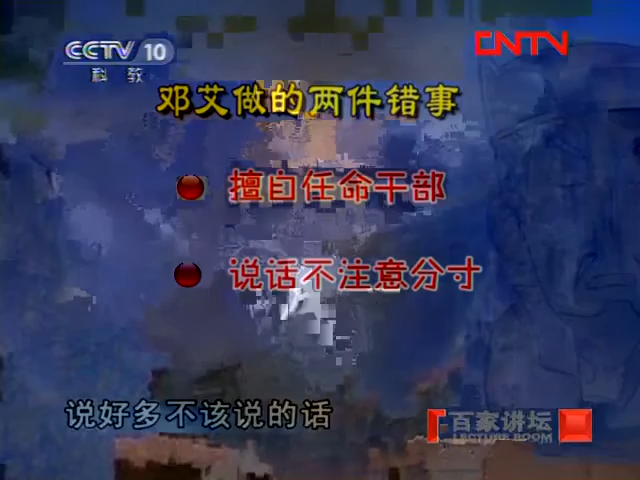 CCTV 10
科教
CNTV
邓艾做的两件错事
擅自任命干部
说话不注意分寸
说好多不该说的话
百家讲坛
LECTURE ROOM